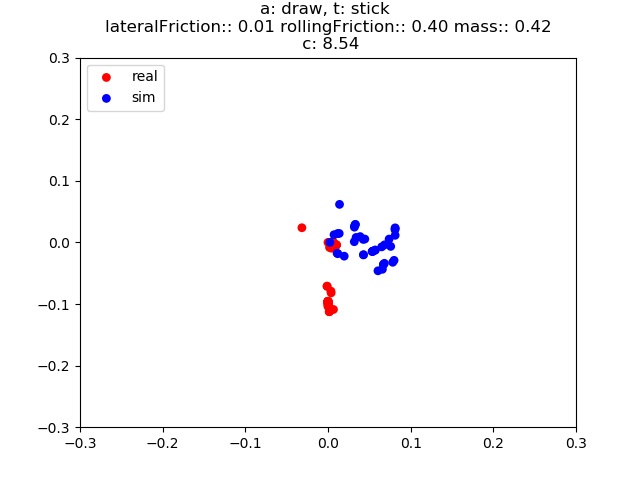 a: draw, t: stick
lateralFriction:: 0.01 rollingFriction:: 0.40 mass:: 0.42
c: 8.54
real
sim
0.3
0.2
0.1
0.0
−0.1
−0.2
−0.3
−0.3
−0.2
−0.1
0.0
0.1
0.2
0.3